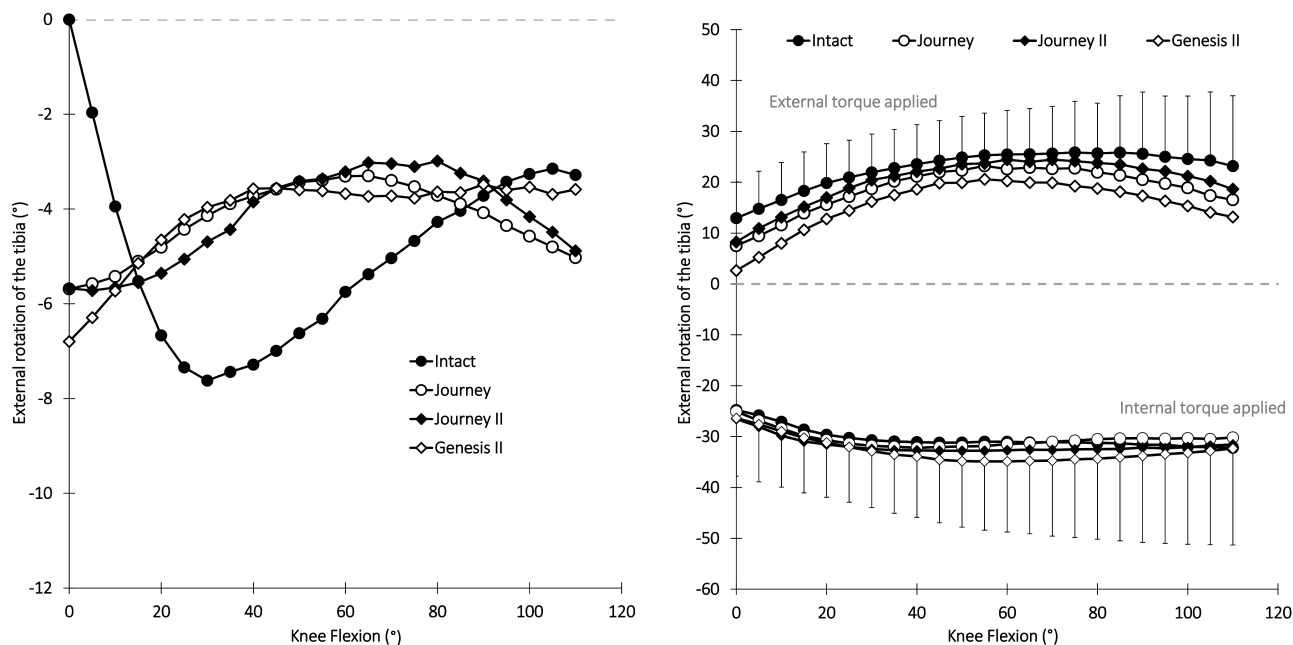 0
-2
-4
-6
-8
-10
-12
External rotation of the tibia (°)
Intact
Journey
Journey II
Genesis II
0 20 40 60 80 100 120
Knee Flexion (°)
50
40
30
20
10
0
-10
-20
-30
-40
-50
-60
External rotation of the tibia (°)
Intact Journey Journey II Genesis II
External torque applied
Internal torque applied
0 20 40 60 80 100 120
Knee Flexion (°)